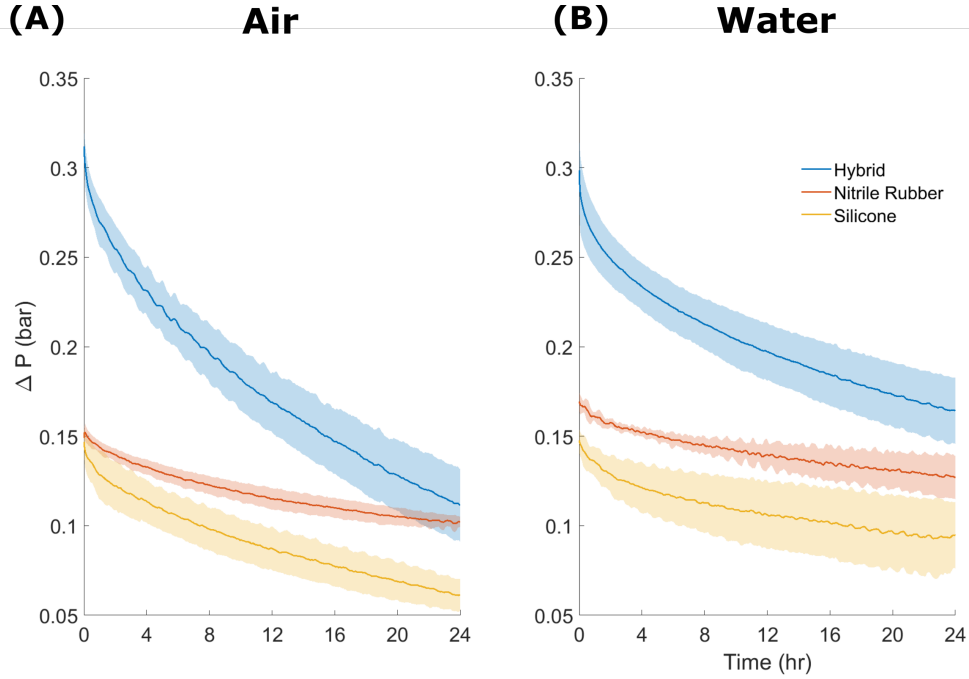 (A) Air
(B) Water
0.35
0.3
0.25
0.2
0.15
0.1
0.05
Δ P (bar)
0 4 8 12 16 20 24
0.35
0.3
0.25
0.2
0.15
0.1
0.05
Hybrid
Nitrile Rubber
Silicone
0 4 8 12 16 20 24
Time (hr)